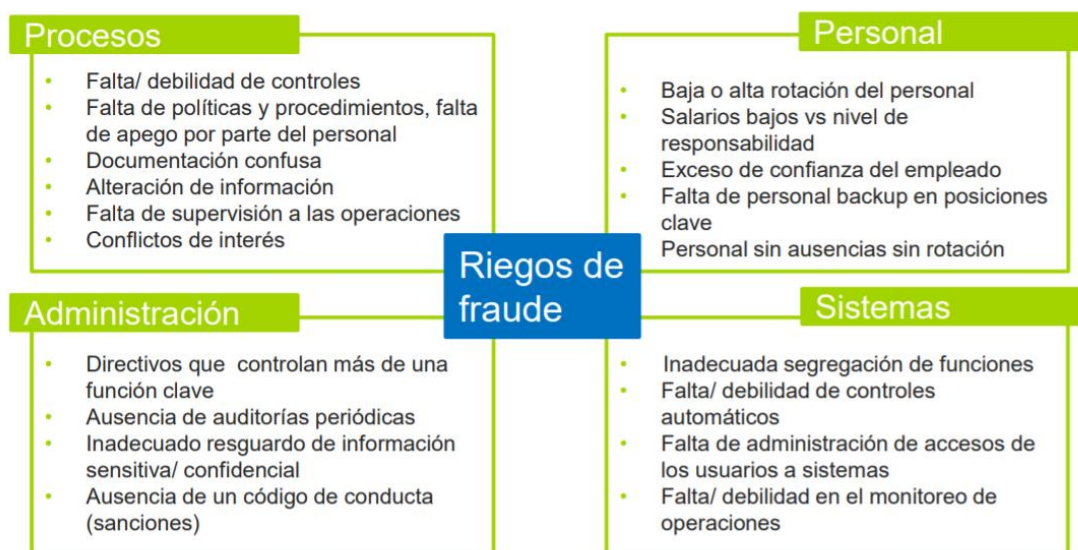 Procesos
• Falta/ debilidad de controles
• Falta de políticas y procedimientos, falta
de apego por parte del personal
• Documentación confusa
• Alteración de información
• Falta de supervisión a las operaciones
• Conflictos de interés
Personal
• Baja o alta rotación del personal
• Salarios bajos vs nivel de
responsabilidad
• Exceso de confianza del empleado
• Falta de personal backup en posiciones
clave
Personal sin ausencias sin rotación
Riegos de
fraude
Administración
• Directivos que controlan más de una
función clave
• Ausencia de auditorías periódicas
• Inadecuado resguardo de información
sensitiva/ confidencial
• Ausencia de un código de conducta
(sanciones)
Sistemas
• Inadecuada segregación de funciones
• Falta/ debilidad de controles
automáticos
• Falta de administración de accesos de
los usuarios a sistemas
• Falta/ debilidad en el monitoreo de
operaciones